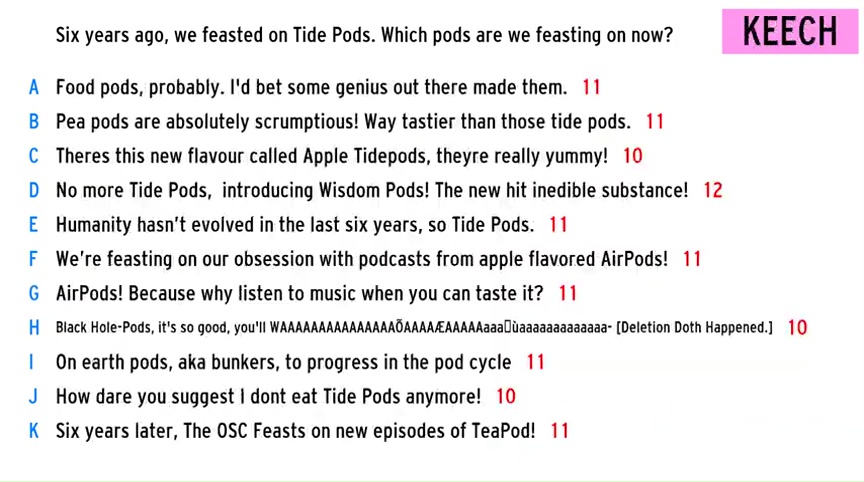 Six years ago, we feasted on Tide Pods. Which pods are we feasting on now?
KEECH
A Food pods, probably. I'd bet some genius out there made them. 11
B Pea pods are absolutely scrumptious! Way tastier than those tide pods. 11
C Theres this new flavour called Apple Tidepods, theyre really yummy! 10
D No more Tide Pods, introducing Wisdom Pods! The new hit inedible substance! 12
E Humanity hasn't evolved in the last six years, so Tide Pods. 11
F We're feasting on our obsession with podcasts from apple flavored AirPods! 11
G AirPods! Because why listen to music when you can taste it? 11
H Black Hole-Pods, it's so good, you'll WAAAAAAAAAAAAAAAÕAAAAÆAAAAAaaa▯ùaaaaaaaaaaaaaa- [Deletion Doth Happened.] 10
I On earth pods, aka bunkers, to progress in the pod cycle 11
J How dare you suggest I dont eat Tide Pods anymore! 10
K Six years later, The OSC Feasts on new episodes of TeaPod! 11